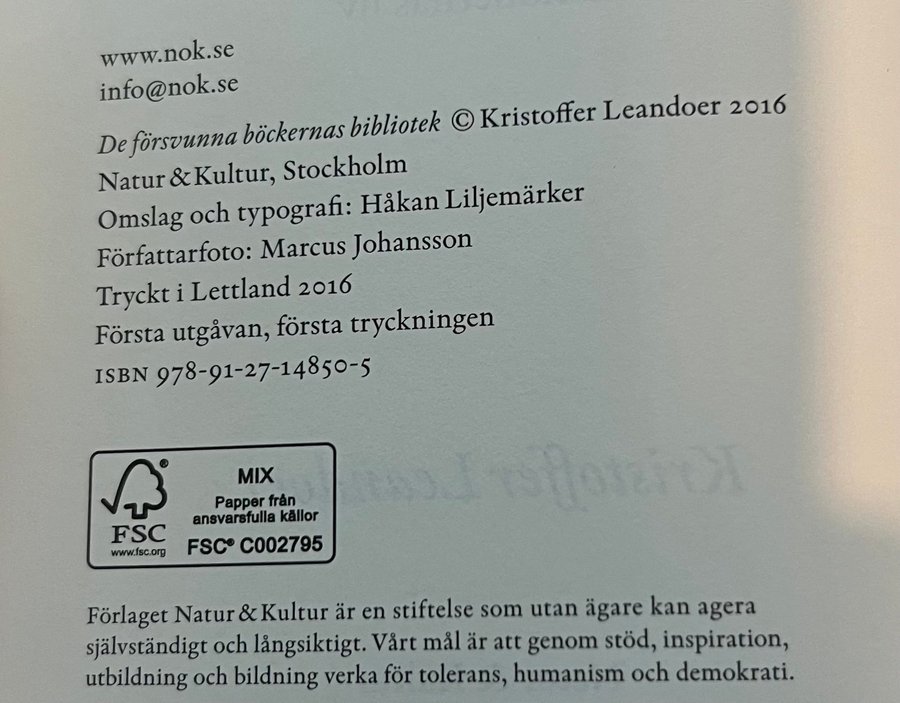 www.nok.se
info@nok.se
De försvunna böckernas bibliotek © Kristoffer Leandoer 2016
Natur & Kultur, Stockholm
Omslag och typografi: Håkan Liljemärker
Författarfoto: Marcus Johansson
Tryckt i Lettland 2016
Första utgåvan, första tryckningen
ISBN 978-91-27-14850-5
FSC
www.fsc.org
MIX
Papper från
ansvarsfulla källor
FSC® C002795
Förlaget Natur & Kultur är en stiftelse som utan ägare kan agera
självständigt och långsiktigt. Vårt mål är att genom stöd, inspiration,
utbildning och bildning verka för tolerans, humanism och demokrati.